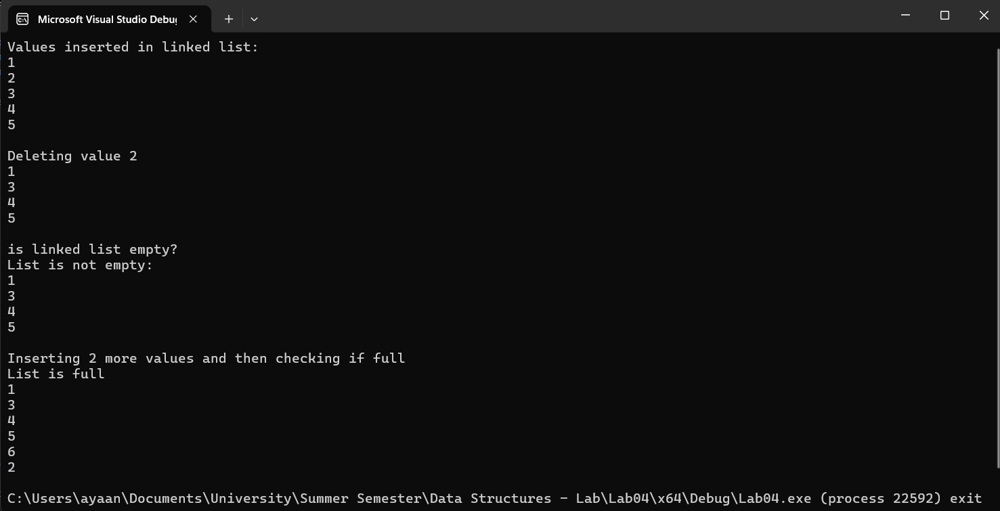 Microsoft Visual Studio Debug
Values inserted in linked list:
1
2
3
4
5
Deleting value 2
1
3
4
5
is linked list empty?
List is not empty:
1
3
4
5
Inserting 2 more values and then checking if full
List is full
1
3
4
5
6
2
C:\Users\ayaan\Documents\University\Summer Semester\Data Structures - Lab\Lab04\x64\Debug\Lab04.exe (process 22592) exit